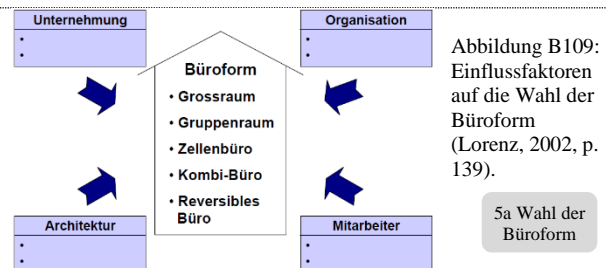 Unternehmung
•
•
Organisation
•
•
Büroform
• Grossraum
• Gruppenraum
• Zellenbüro
• Kombi-Büro
• Reversibles
Büro
Architektur
•
•
Mitarbeiter
•
•
Abbildung B109:
Einflussfaktoren
auf die Wahl der
Büroform
(Lorenz, 2002, p.
139).
5a Wahl der
Büroform